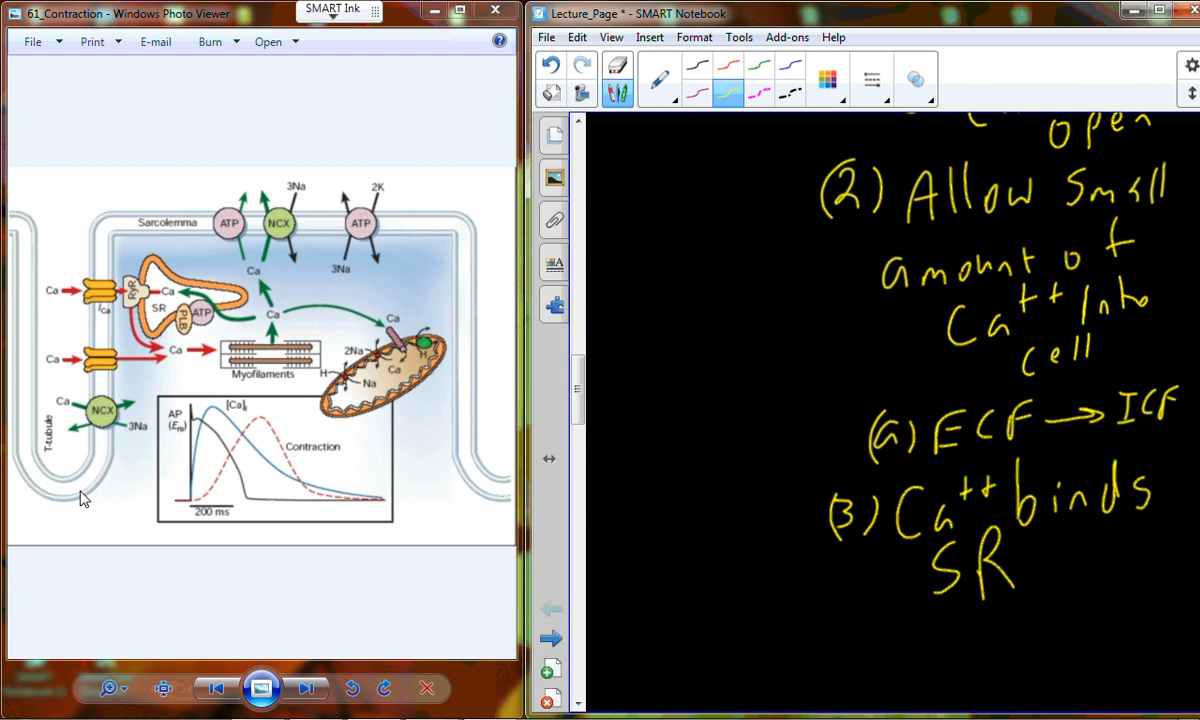 61_Contraction - Windows Photo Viewer
SMART Ink
File Print E-mail Burn Open
Sarcolemma
ATP
NCX
3Na
ATP
2K
3Na
Ca
Ca
ICa
RyR
Ca
SR
PLB
ATP
Ca
Ca
Ca
Ca
Myofilaments
2Na
H
Na
Ca
H
Ca
NCX
3Na
T-tubule
AP
(Em)
[Ca]i
Contraction
200 ms
Lecture_Page * - SMART Notebook
File Edit View Insert Format Tools Add-ons Help
open
(2) Allow small
amount of
Ca++ into
cell
(a) ECF → ICF
(3) Ca++ binds
SR